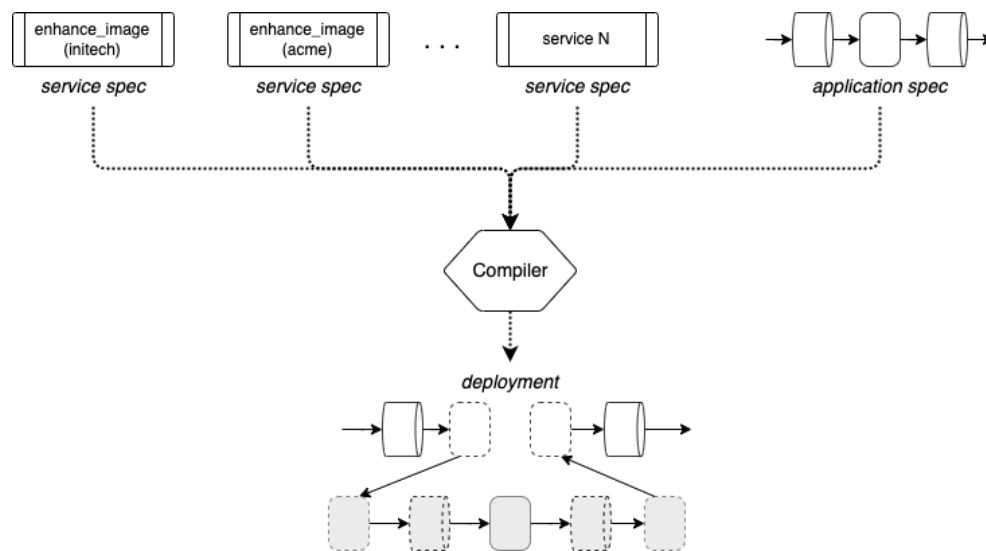 enhance_image
(initech)
enhance_image
(acme)
. . .
service N
service spec
service spec
service spec
application spec
Compiler
deployment